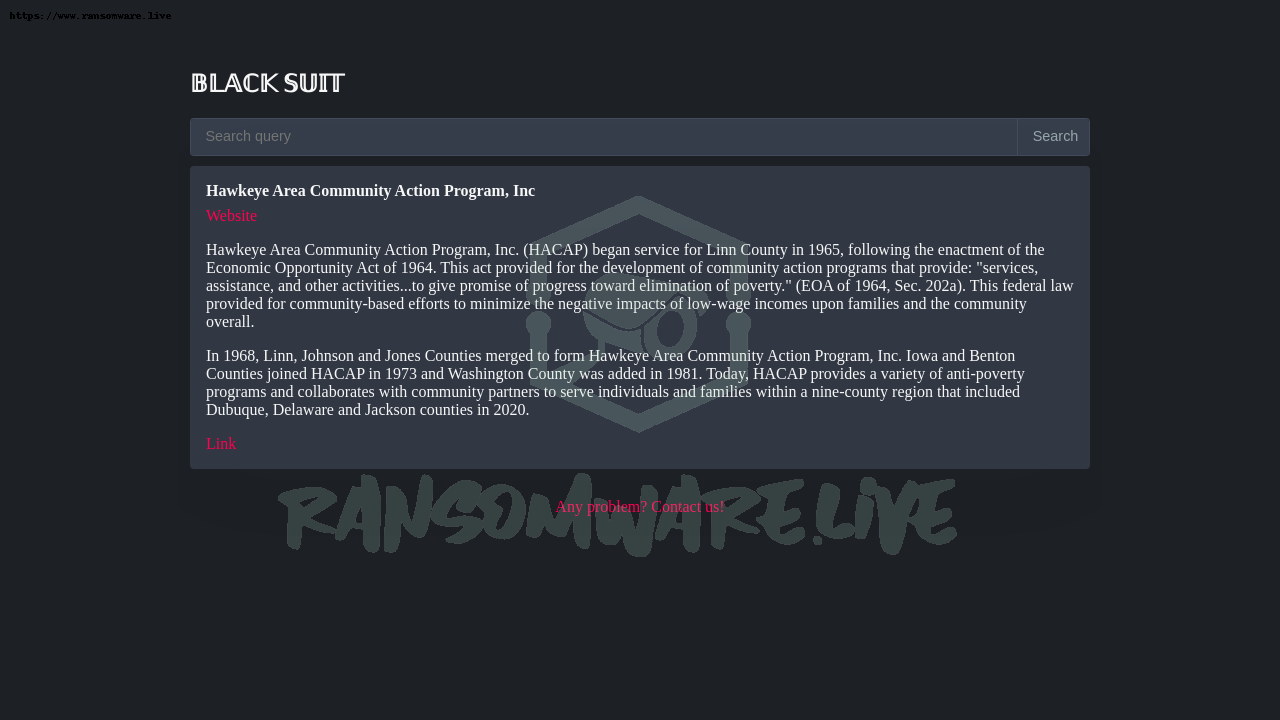 https://www.ransomware.live
𝔹𝕃𝔸ℂ𝕂 𝕊𝕌𝕀𝕋
Search query
Search
Hawkeye Area Community Action Program, Inc
Website
Hawkeye Area Community Action Program, Inc. (HACAP) began service for Linn County in 1965, following the enactment of the
Economic Opportunity Act of 1964. This act provided for the development of community action programs that provide: "services,
assistance, and other activities...to give promise of progress toward elimination of poverty." (EOA of 1964, Sec. 202a). This federal law
provided for community-based efforts to minimize the negative impacts of low-wage incomes upon families and the community
overall.
In 1968, Linn, Johnson and Jones Counties merged to form Hawkeye Area Community Action Program, Inc. Iowa and Benton
Counties joined HACAP in 1973 and Washington County was added in 1981. Today, HACAP provides a variety of anti-poverty
programs and collaborates with community partners to serve individuals and families within a nine-county region that included
Dubuque, Delaware and Jackson counties in 2020.
Link
Any problem? Contact us!
RANSOMWARE.LIVE